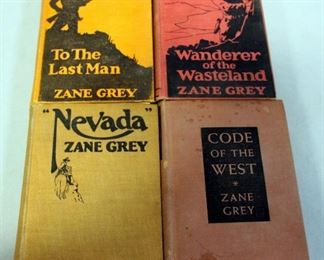 To The
Last Man
ZANE GREY
Wanderer
of the
Wasteland
ZANE GREY
"Nevada"
ZANE GREY
CODE
OF THE
WEST
ZANE
GREY